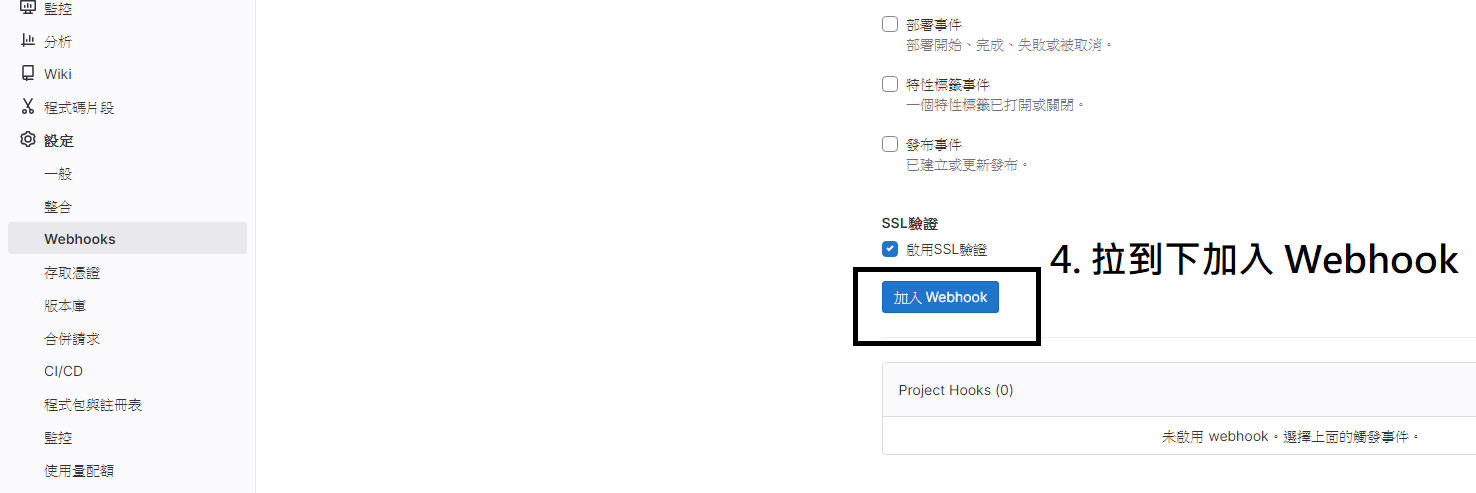 監控
分析
Wiki
程式碼片段
設定
一般
整合
Webhooks
存取憑證
版本庫
合併請求
CI/CD
程式包與註冊表
監控
使用量配額
部署事件
部署開始、完成、失敗或被取消。
特性標籤事件
一個特性標籤已打開或關閉。
發布事件
已建立或更新發布。
SSL驗證
啟用SSL驗證
4. 拉到下加入 Webhook
加入 Webhook
Project Hooks (0)
未啟用 webhook。選擇上面的觸發事件。